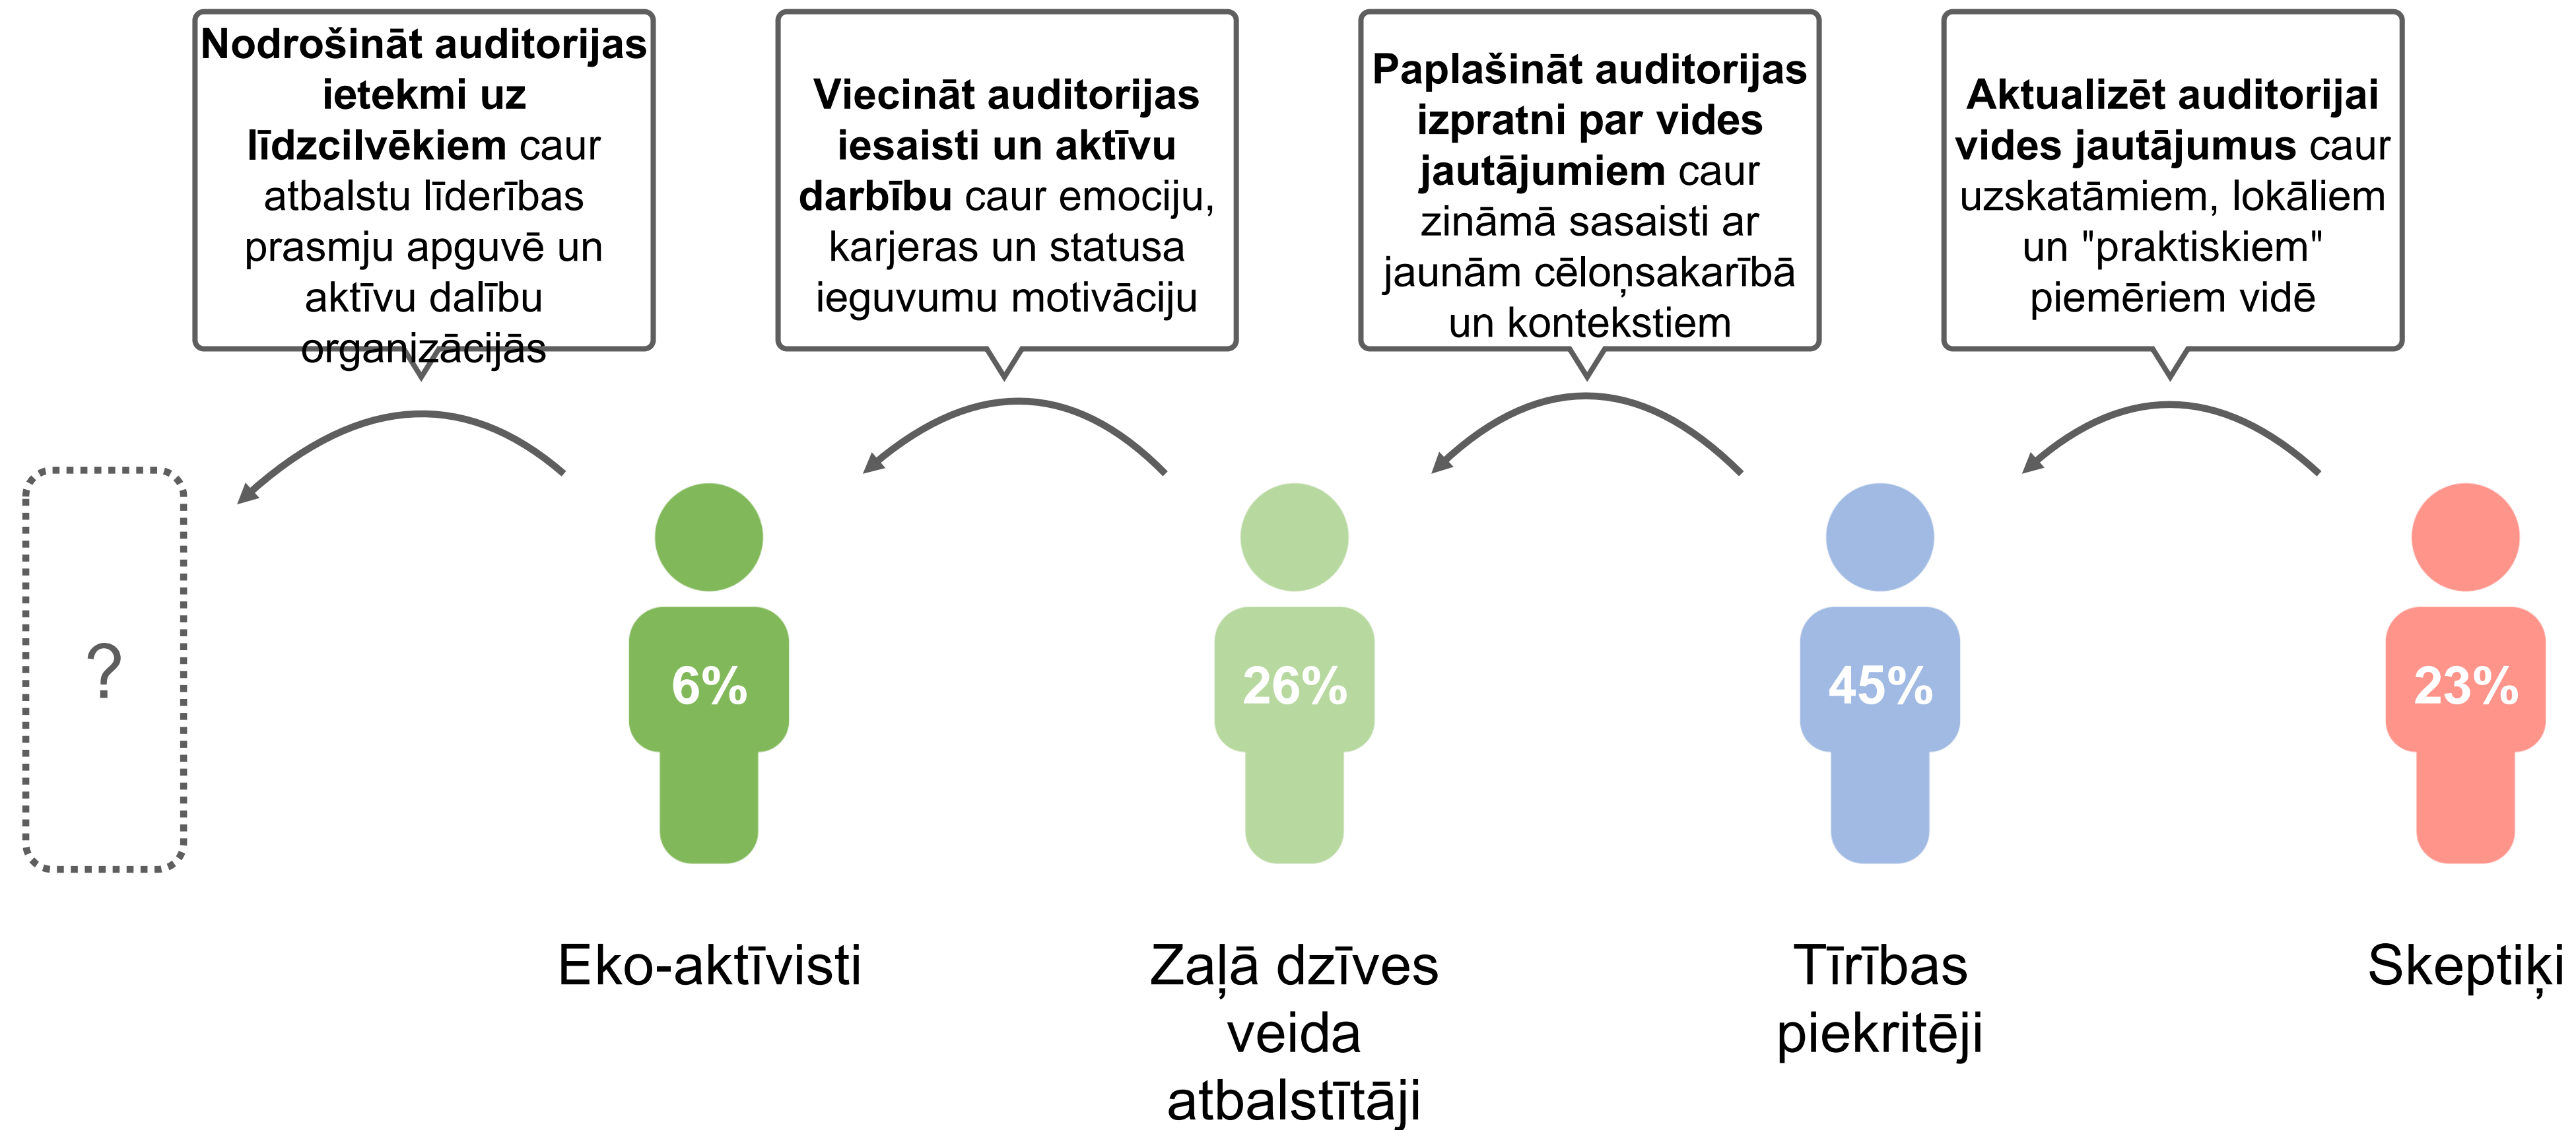 Nodrošināt auditorijas
ietekmi uz
līdzcilvēkiem caur
atbalstu līderības
prasmju apguvē un
aktīvu dalību
organizācijās
Viecināt auditorijas
iesaisti un aktīvu
darbību caur emociju,
karjeras un statusa
ieguvumu motivāciju
Paplašināt auditorijas
izpratni par vides
jautājumiem caur
zināmā sasaisti ar
jaunām cēloņsakarībā
un kontekstiem
Aktualizēt auditorijai
vides jautājumus caur
uzskatāmiem, lokāliem
un "praktiskiem"
piemēriem vidē
?
6%
26%
45%
23%
Eko-aktīvisti
Zaļā dzīves
veida
atbalstītāji
Tīrības
piekritēji
Skeptiķi